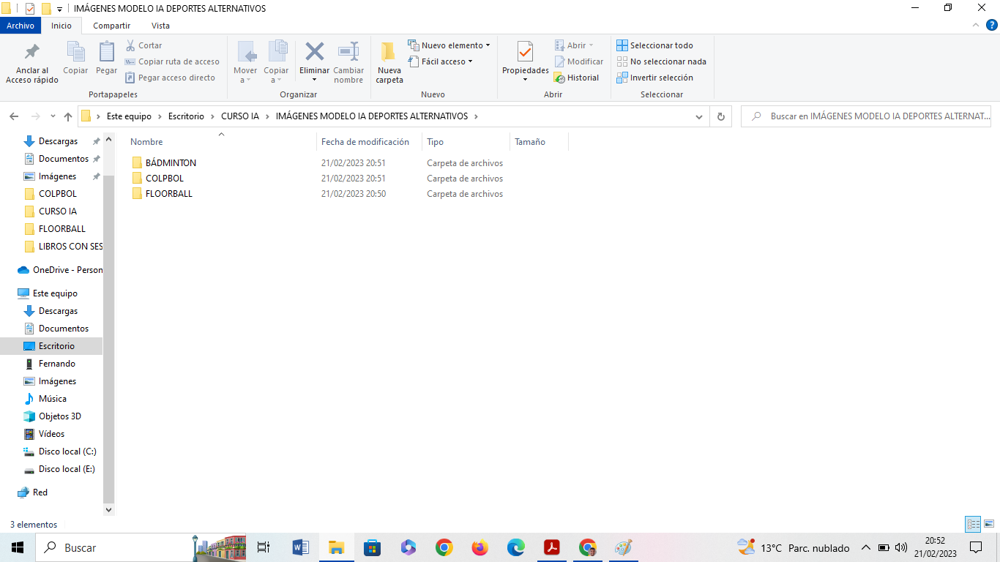 IMÁGENES MODELO IA DEPORTES ALTERNATIVOS
Archivo Inicio Compartir Vista
Anclar al Acceso rápido
Copiar
Pegar
Cortar
Copiar ruta de acceso
Pegar acceso directo
Portapapeles
Mover a
Copiar a
Eliminar
Cambiar nombre
Organizar
Nueva carpeta
Nuevo elemento
Fácil acceso
Nuevo
Propiedades
Abrir
Modificar
Historial
Abrir
Seleccionar todo
No seleccionar nada
Invertir selección
Seleccionar
Este equipo Escritorio CURSO IA IMÁGENES MODELO IA DEPORTES ALTERNATIVOS
Buscar en IMÁGENES MODELO IA DEPORTES ALTERNAT...
Descargas
Documentos
Imágenes
COLPBOL
CURSO IA
FLOORBALL
LIBROS CON SES
OneDrive - Person
Este equipo
Descargas
Documentos
Escritorio
Fernando
Imágenes
Música
Objetos 3D
Vídeos
Disco local (C:)
Disco local (E:)
Red
Nombre Fecha de modificación Tipo Tamaño
BÁDMINTON 21/02/2023 20:51 Carpeta de archivos
COLPBOL 21/02/2023 20:51 Carpeta de archivos
FLOORBALL 21/02/2023 20:50 Carpeta de archivos
3 elementos
Buscar
13°C Parc. nublado
20:52
21/02/2023